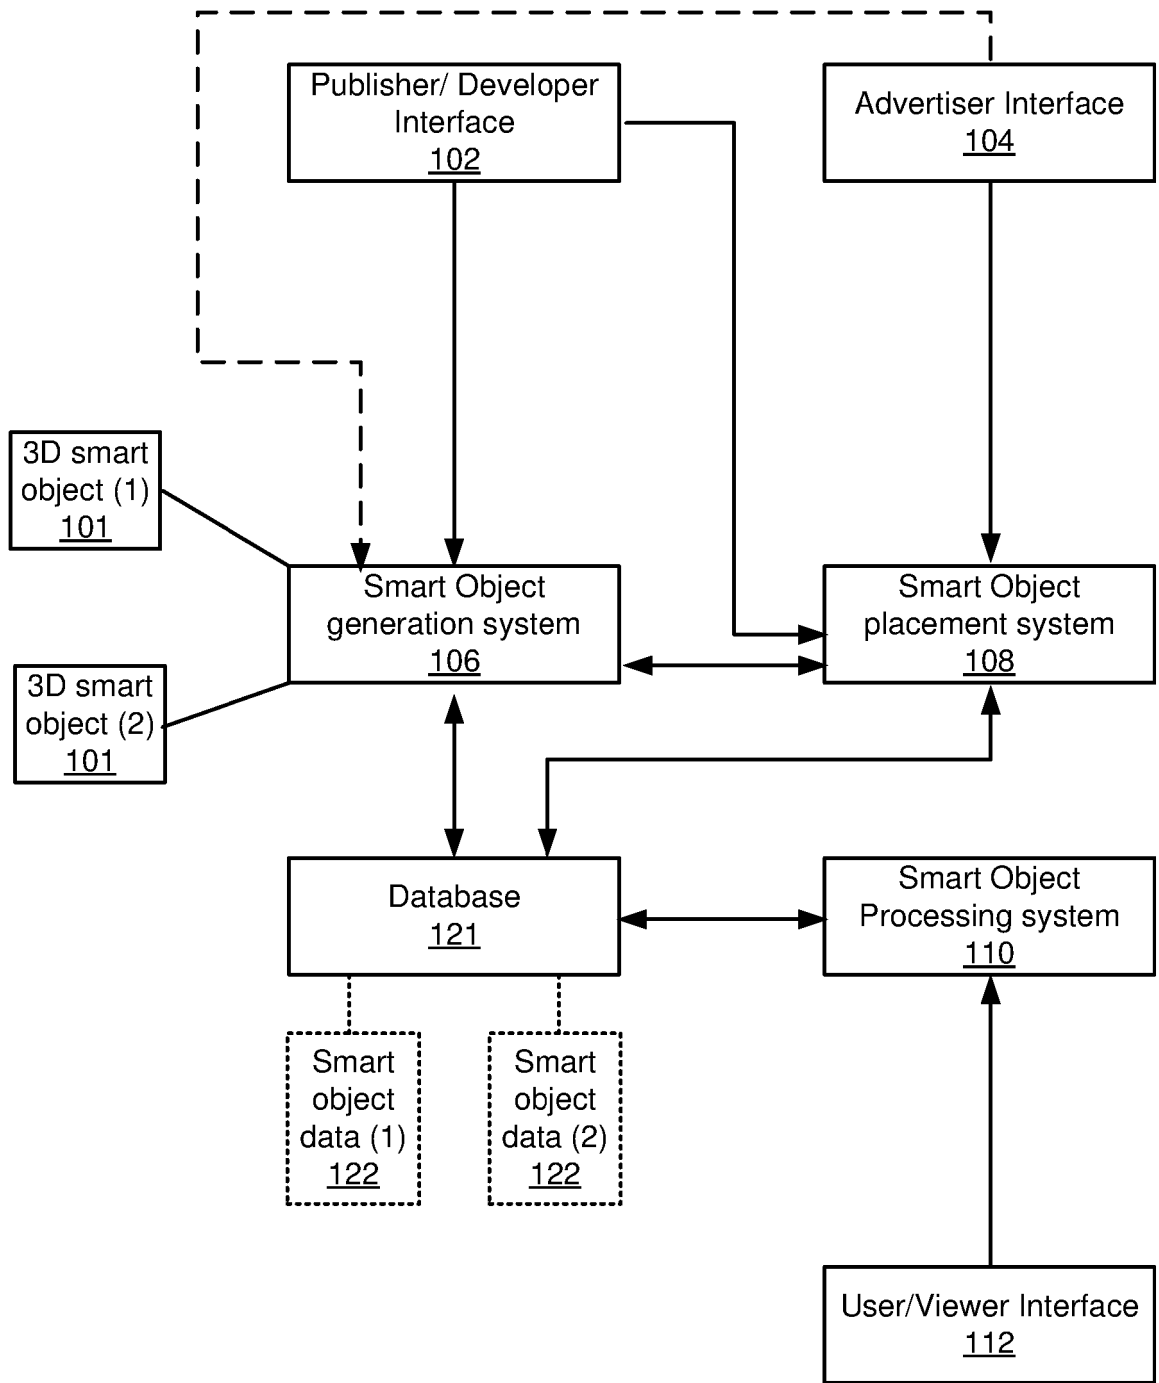 Publisher/ Developer
Interface
102
Advertiser Interface
104
3D smart
object (1)
101
Smart Object
generation system
106
Smart Object
placement system
108
3D smart
object (2)
101
Database
121
Smart Object
Processing system
110
Smart
object
data (1)
122
Smart
object
data (2)
122
User/Viewer Interface
112